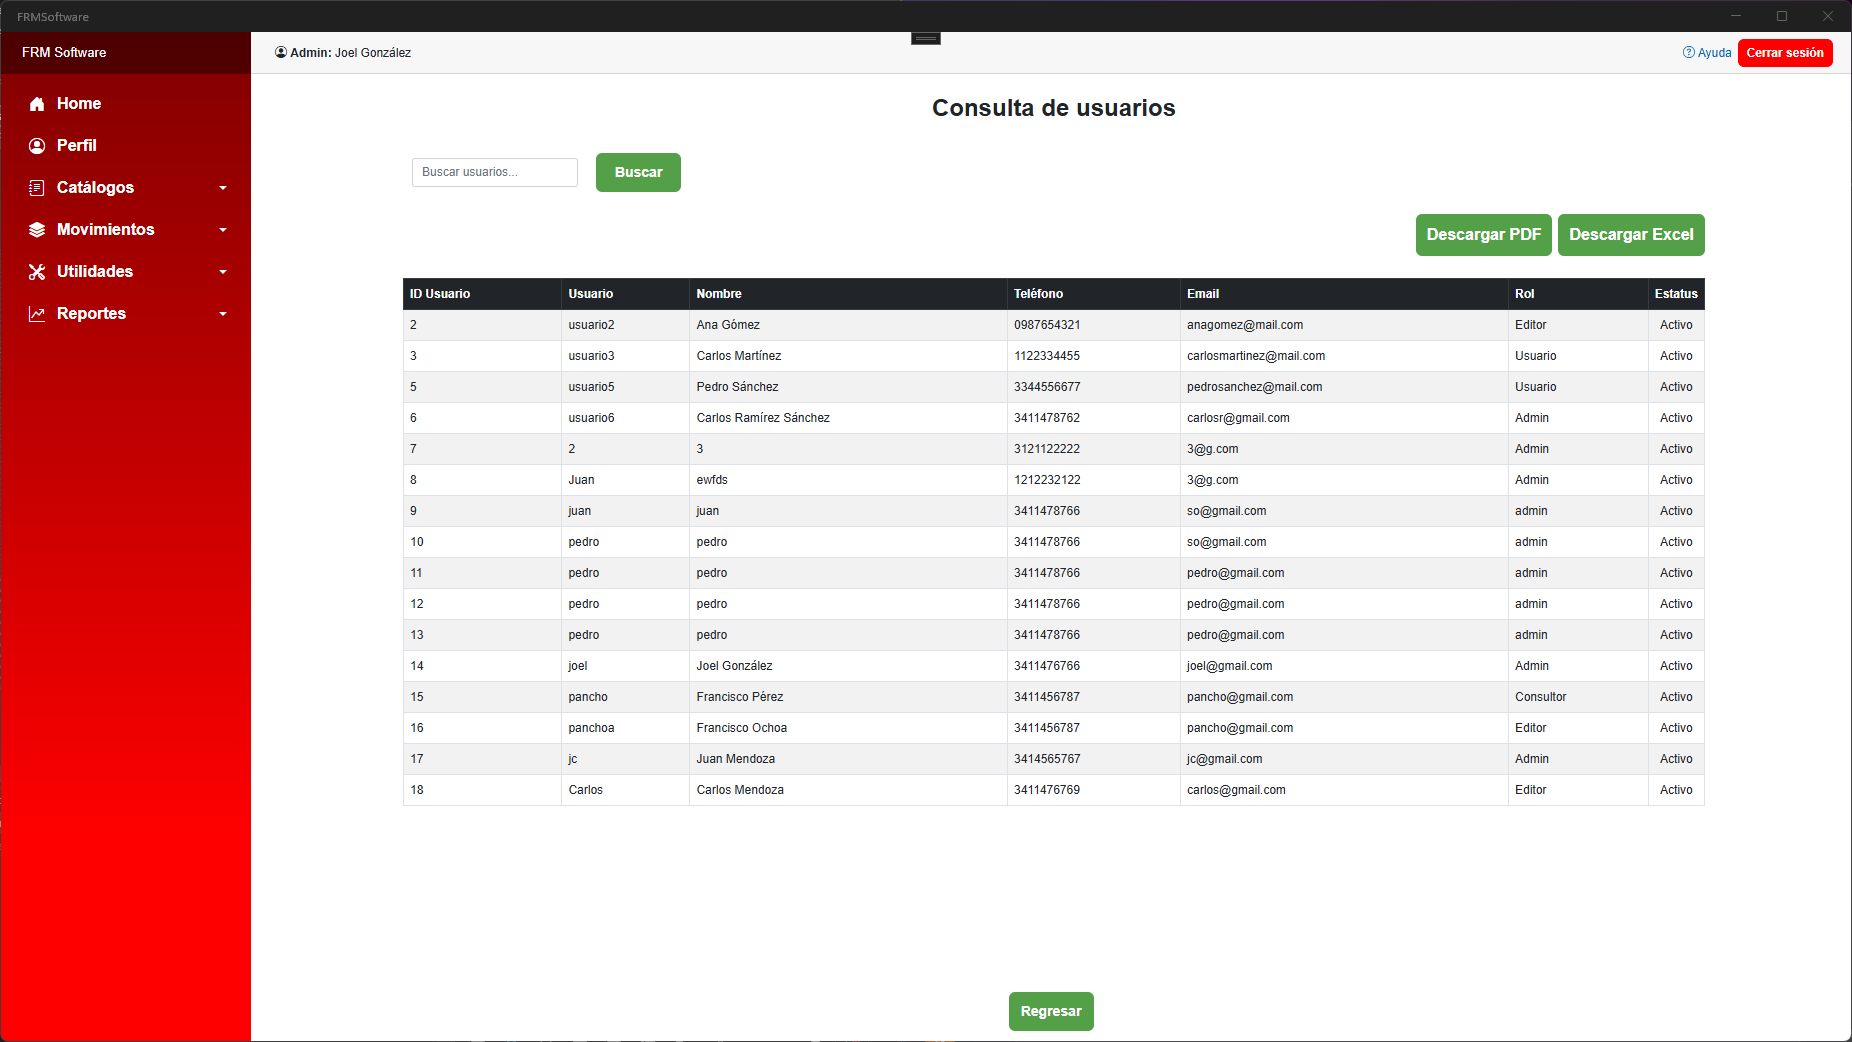 FRMSoftware
FRM Software
Admin: Joel González
Ayuda
Cerrar sesión
Home
Perfil
Catálogos
Movimientos
Utilidades
Reportes
Consulta de usuarios
Buscar usuarios...
Buscar
Descargar PDF
Descargar Excel
ID Usuario Usuario Nombre Teléfono Email Rol Estatus
2 usuario2 Ana Gómez 0987654321 anagomez@mail.com Editor Activo
3 usuario3 Carlos Martínez 1122334455 carlosmartinez@mail.com Usuario Activo
5 usuario5 Pedro Sánchez 3344556677 pedrosanchez@mail.com Usuario Activo
6 usuario6 Carlos Ramírez Sánchez 3411478762 carlosr@gmail.com Admin Activo
7 2 3 3121122222 3@g.com Admin Activo
8 Juan ewfds 1212232122 3@g.com Admin Activo
9 juan juan 3411478766 so@gmail.com admin Activo
10 pedro pedro 3411478766 so@gmail.com admin Activo
11 pedro pedro 3411478766 pedro@gmail.com admin Activo
12 pedro pedro 3411478766 pedro@gmail.com admin Activo
13 pedro pedro 3411478766 pedro@gmail.com admin Activo
14 joel Joel González 3411476766 joel@gmail.com Admin Activo
15 pancho Francisco Pérez 3411456787 pancho@gmail.com Consultor Activo
16 panchoa Francisco Ochoa 3411456787 pancho@gmail.com Editor Activo
17 jc Juan Mendoza 3414565767 jc@gmail.com Admin Activo
18 Carlos Carlos Mendoza 3411476769 carlos@gmail.com Editor Activo
Regresar